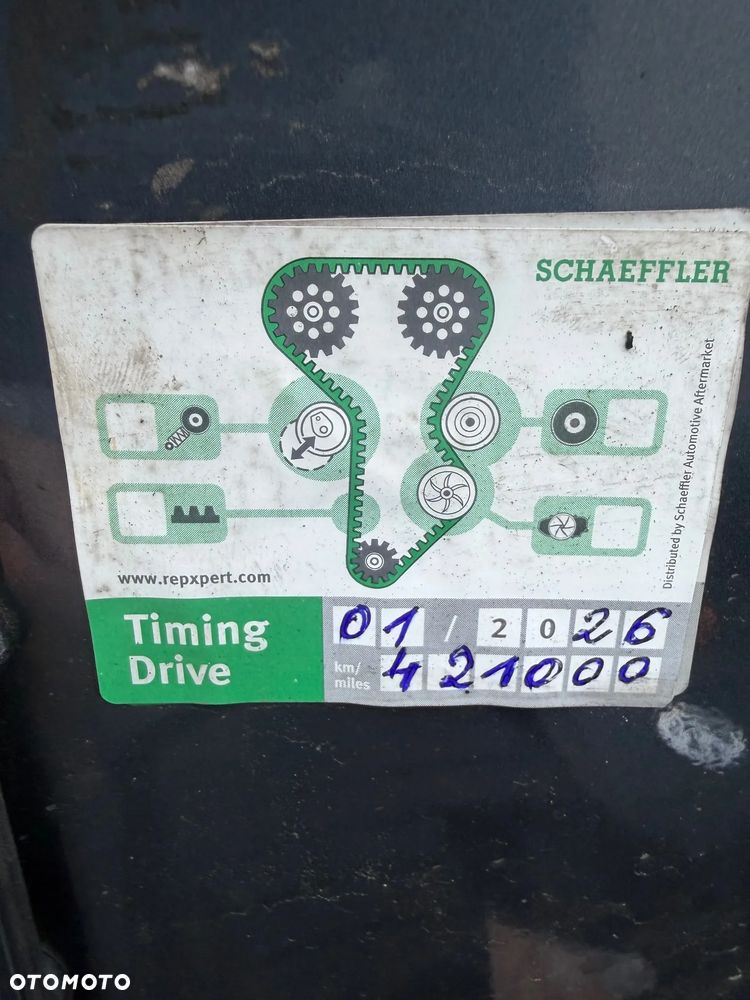 SCHAEFFLER
Distributed by Schaeffler Automotive Aftermarket
www.repxpert.com
Timing
Drive
01 / 2026
km/
miles
421000
OTOMOTO